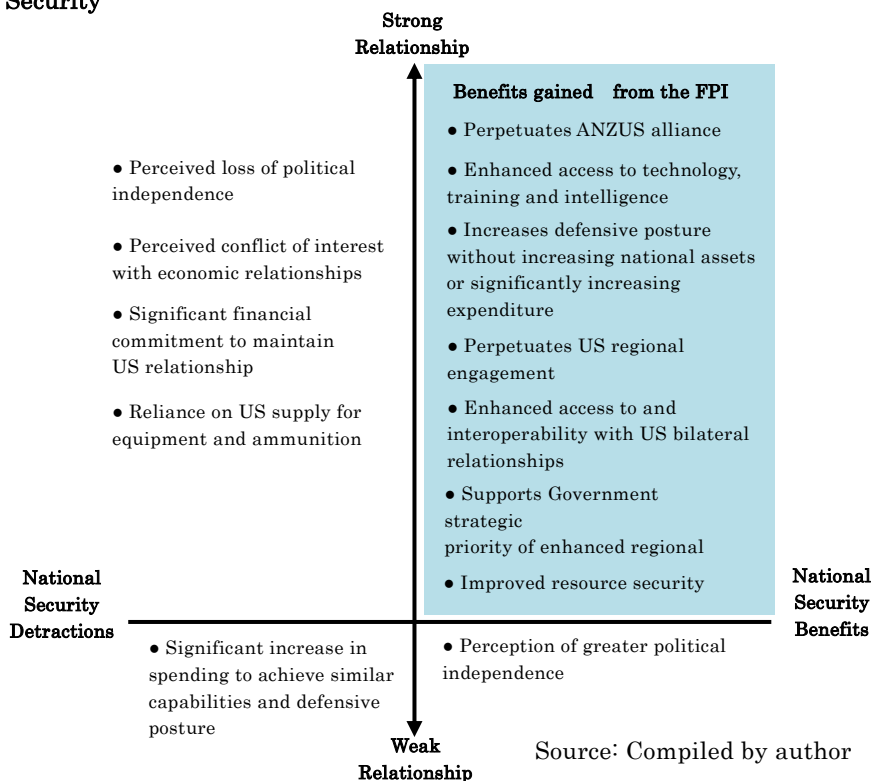 Security
Strong
Relationship
Benefits gained from the FPI
● Perpetuates ANZUS alliance
● Enhanced access to technology,
training and intelligence
● Increases defensive posture
without increasing national assets
or significantly increasing
expenditure
● Perpetuates US regional
engagement
● Enhanced access to and
interoperability with US bilateral
relationships
● Supports Government
strategic
priority of enhanced regional
● Improved resource security
● Perceived loss of political
independence
● Perceived conflict of interest
with economic relationships
● Significant financial
commitment to maintain
US relationship
● Reliance on US supply for
equipment and ammunition
National
Security
Detractions
National
Security
Benefits
● Significant increase in
spending to achieve similar
capabilities and defensive
posture
● Perception of greater political
independence
Weak
Relationship
Source: Compiled by author